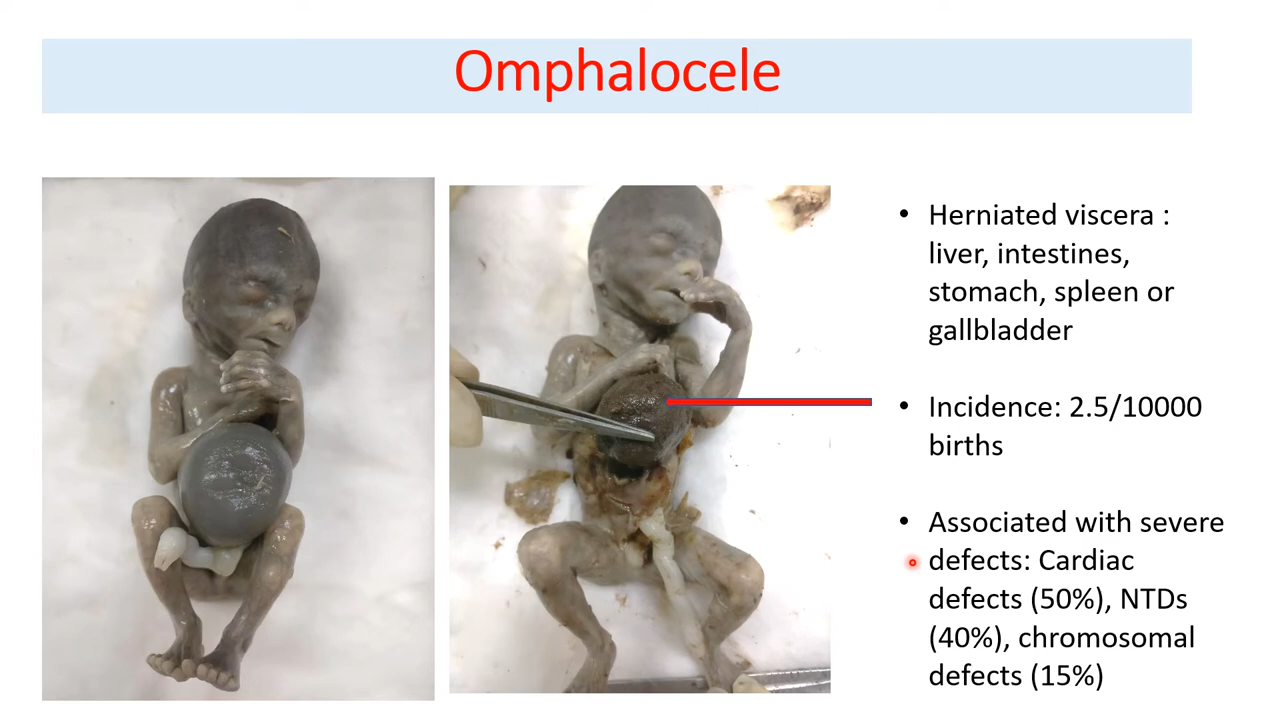 Omphalocele
• Herniated viscera :
liver, intestines,
stomach, spleen or
gallbladder
• Incidence: 2.5/10000
births
• Associated with severe
defects: Cardiac
defects (50%), NTDs
(40%), chromosomal
defects (15%)